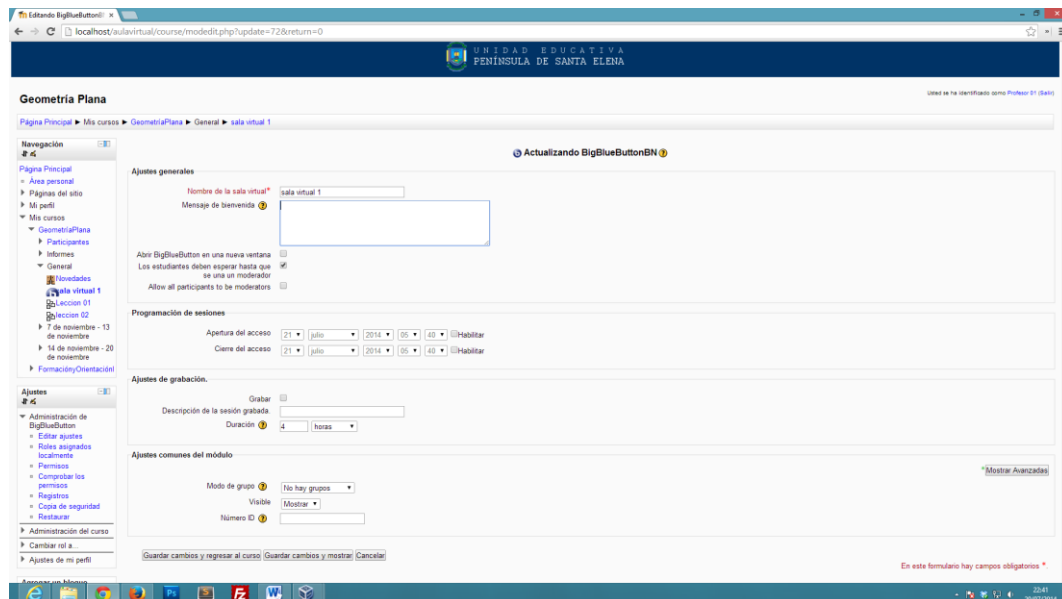 Editando BigBlueButtonB
localhost/aulavirtual/course/modedit.php?update=72&return=0
UNIDAD EDUCATIVA
PENÍNSULA DE SANTA ELENA
Geometría Plana
Usted se ha identificado como Profesor 01 (Salir)
Página Principal ► Mis cursos ► GeometríaPlana ► General ► sala virtual 1
Navegación
Página Principal
Área personal
Páginas del sitio
Mi perfil
Mis cursos
GeometríaPlana
Participantes
Informes
General
Novedades
sala virtual 1
Leccion 01
leccion 02
7 de noviembre - 13
de noviembre
14 de noviembre - 20
de noviembre
FormaciónyOrientaciónl
Ajustes
Administración de
BigBlueButton
Editar ajustes
Roles asignados
localmente
Permisos
Comprobar los
permisos
Registros
Copia de seguridad
Restaurar
Administración del curso
Cambiar rol a...
Ajustes de mi perfil
Agregar un bloque
Actualizando BigBlueButtonBN
Ajustes generales
Nombre de la sala virtual* sala virtual 1
Mensaje de bienvenida
Abrir BigBlueButton en una nueva ventana
Los estudiantes deben esperar hasta que
se una un moderador
Allow all participants to be moderators
Programación de sesiones
Apertura del acceso 21 julio 2014 05 40 Habilitar
Cierre del acceso 21 julio 2014 05 40 Habilitar
Ajustes de grabación.
Grabar
Descripción de la sesión grabada.
Duración 4 horas
Ajustes comunes del módulo
*Mostrar Avanzadas
Modo de grupo No hay grupos
Visible Mostrar
Número ID
Guardar cambios y regresar al curso Guardar cambios y mostrar Cancelar
En este formulario hay campos obligatorios *.
Ps
S
W
22:41
20/07/2014